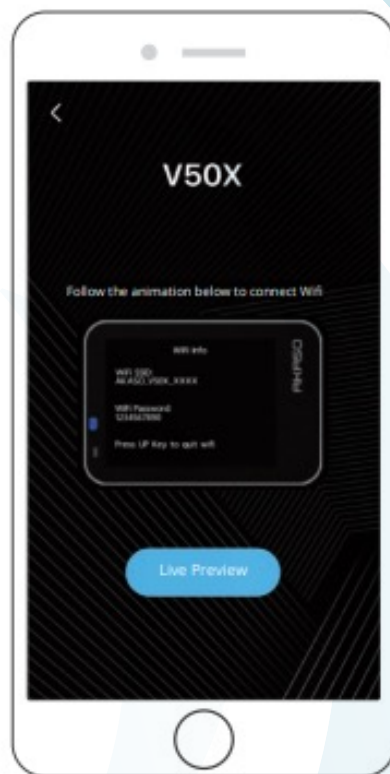 V50X
Follow the animation below to connect Wifi
Wifi info
AKASO
WiFi SSID:
AKASO_V50X_XXXX
WiFi Password:
1234567890
Press UP Key to quit wifi
Live Preview